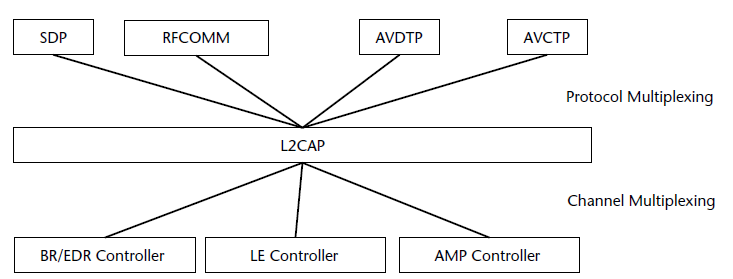 SDP
RFCOMM
AVDTP
AVCTP
Protocol Multiplexing
L2CAP
Channel Multiplexing
BR/EDR Controller
LE Controller
AMP Controller